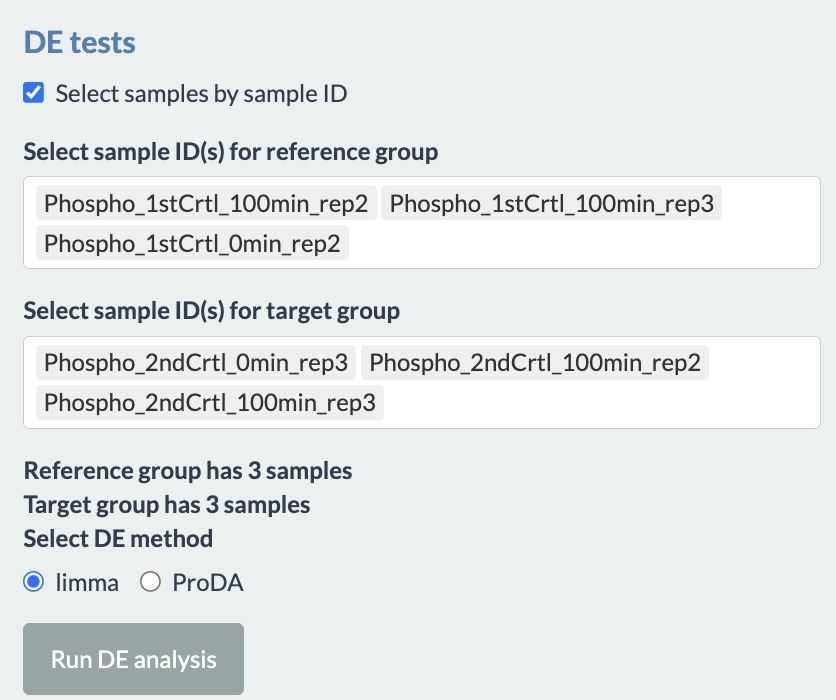 DE tests
Select samples by sample ID
Select sample ID(s) for reference group
Phospho_1stCrtl_100min_rep2 Phospho_1stCrtl_100min_rep3
Phospho_1stCrtl_0min_rep2
Select sample ID(s) for target group
Phospho_2ndCrtl_0min_rep3 Phospho_2ndCrtl_100min_rep2
Phospho_2ndCrtl_100min_rep3
Reference group has 3 samples
Target group has 3 samples
Select DE method
limma ProDA
Run DE analysis